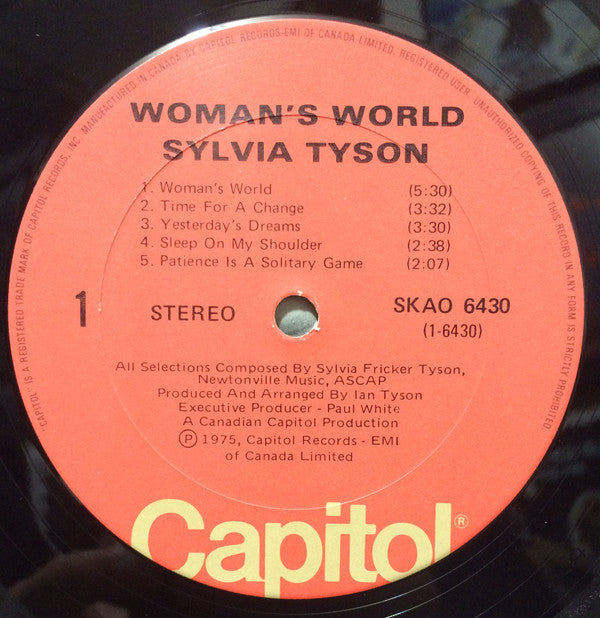 'CAPITOL' IS A REGISTERED TRADE MARK OF CAPITOL RECORDS, INC. MANUFACTURED IN CANADA BY CAPITOL RECORDS-EMI OF CANADA LIMITED, REGISTERED USER. UNAUTHORIZED COPYING OF THIS RECORD IN ANY FORM IS STRICTLY PROHIBITED
WOMAN'S WORLD
SYLVIA TYSON
1. Woman's World (5:30)
2. Time For A Change (3:32)
3. Yesterday's Dreams (3:30)
4. Sleep On My Shoulder (2:38)
5. Patience Is A Solitary Game (2:07)
1 STEREO SKAO 6430
(1-6430)
All Selections Composed By Sylvia Fricker Tyson,
Newtonville Music, ASCAP
Produced And Arranged By Ian Tyson
Executive Producer - Paul White
A Canadian Capitol Production
Ⓟ 1975, Capitol Records - EMI
of Canada Limited
Capitol®